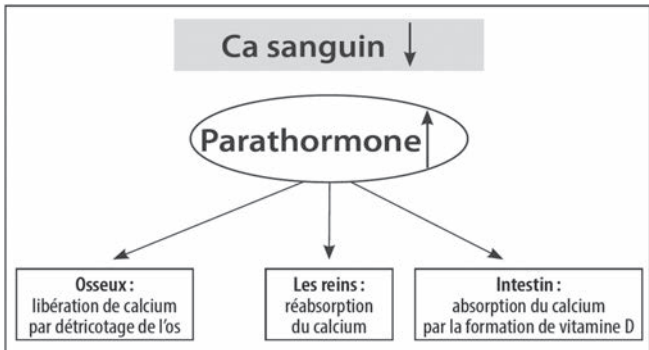 Ca sanguin ↓
Parathormone ↑
Osseux :
libération de calcium
par détricotage de l'os
Les reins :
réabsorption
du calcium
Intestin :
absorption du calcium
par la formation de vitamine D